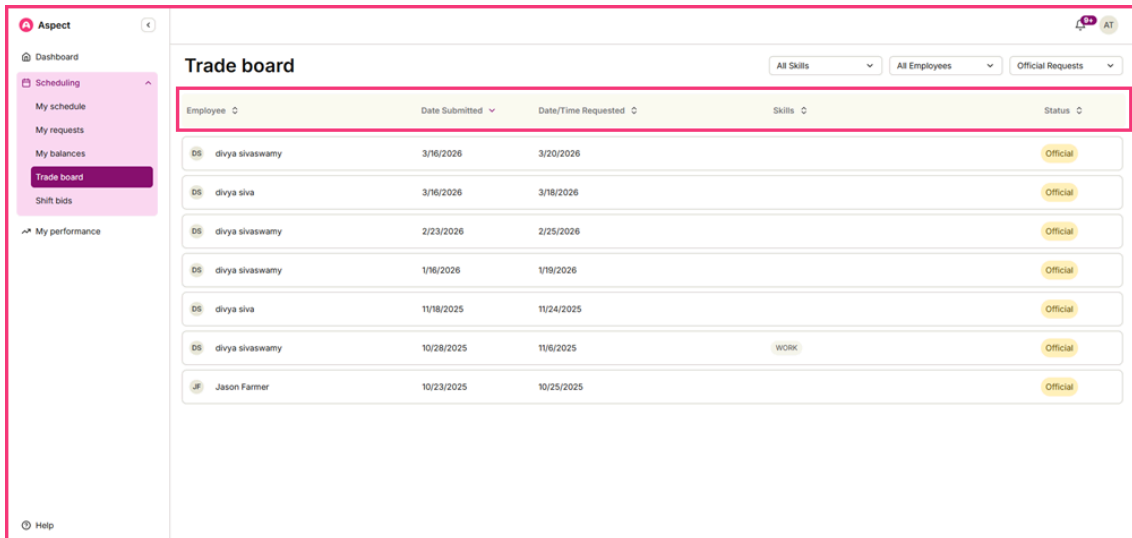 Aspect
9+
AT
Dashboard
Scheduling
My schedule
My requests
My balances
Trade board
Shift bids
My performance
Help
Trade board
All Skills All Employees Official Requests
Employee Date Submitted Date/Time Requested Skills Status
DS divya sivaswamy 3/16/2026 3/20/2026 Official
DS divya siva 3/16/2026 3/18/2026 Official
DS divya sivaswamy 2/23/2026 2/25/2026 Official
DS divya sivaswamy 1/16/2026 1/19/2026 Official
DS divya siva 11/18/2025 11/24/2025 Official
DS divya sivaswamy 10/28/2025 11/6/2025 WORK Official
JF Jason Farmer 10/23/2025 10/25/2025 Official